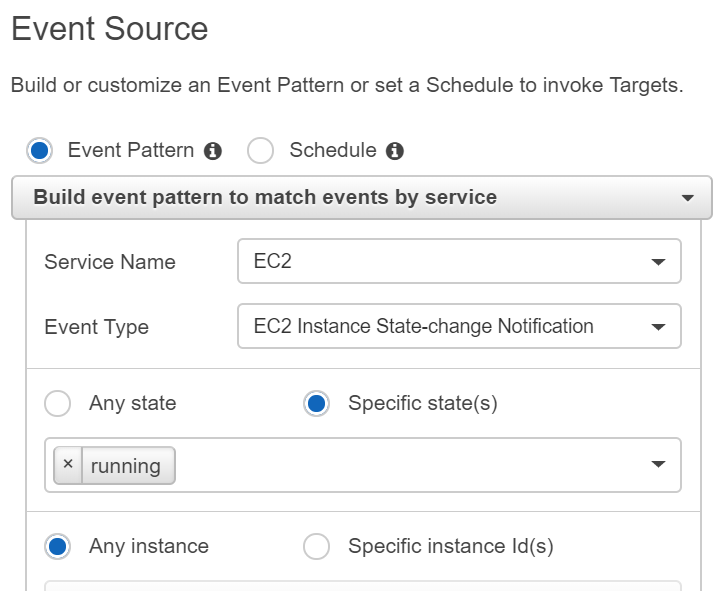 Event Source
Build or customize an Event Pattern or set a Schedule to invoke Targets.
Event Pattern Schedule
Build event pattern to match events by service
Service Name EC2
Event Type EC2 Instance State-change Notification
Any state Specific state(s)
× running
Any instance Specific instance Id(s)